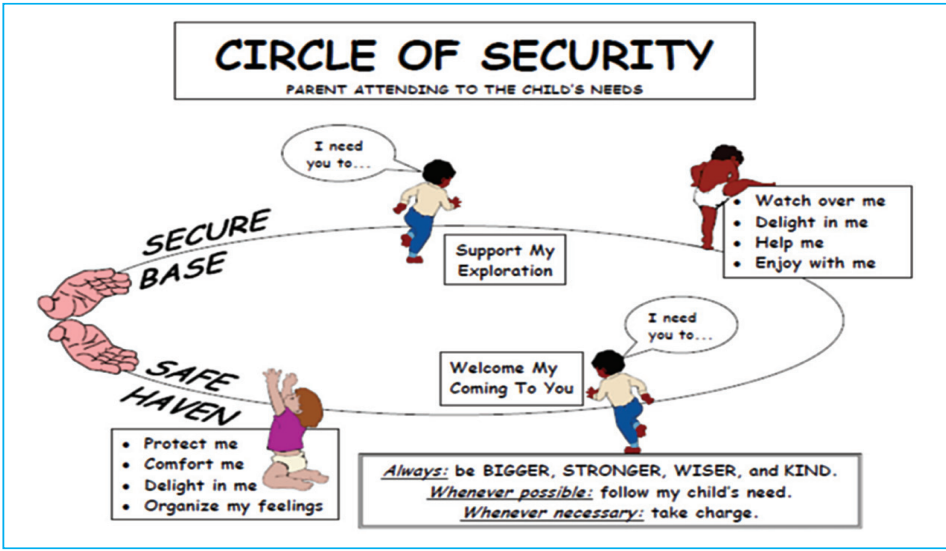 CIRCLE OF SECURITY
PARENT ATTENDING TO THE CHILD'S NEEDS
I need
you to...
SECURE
BASE
Support My
Exploration
• Watch over me
• Delight in me
• Help me
• Enjoy with me
I need
you to...
Welcome My
Coming To You
SAFE
HAVEN
• Protect me
• Comfort me
• Delight in me
• Organize my feelings
Always: be BIGGER, STRONGER, WISER, and KIND.
Whenever possible: follow my child's need.
Whenever necessary: take charge.